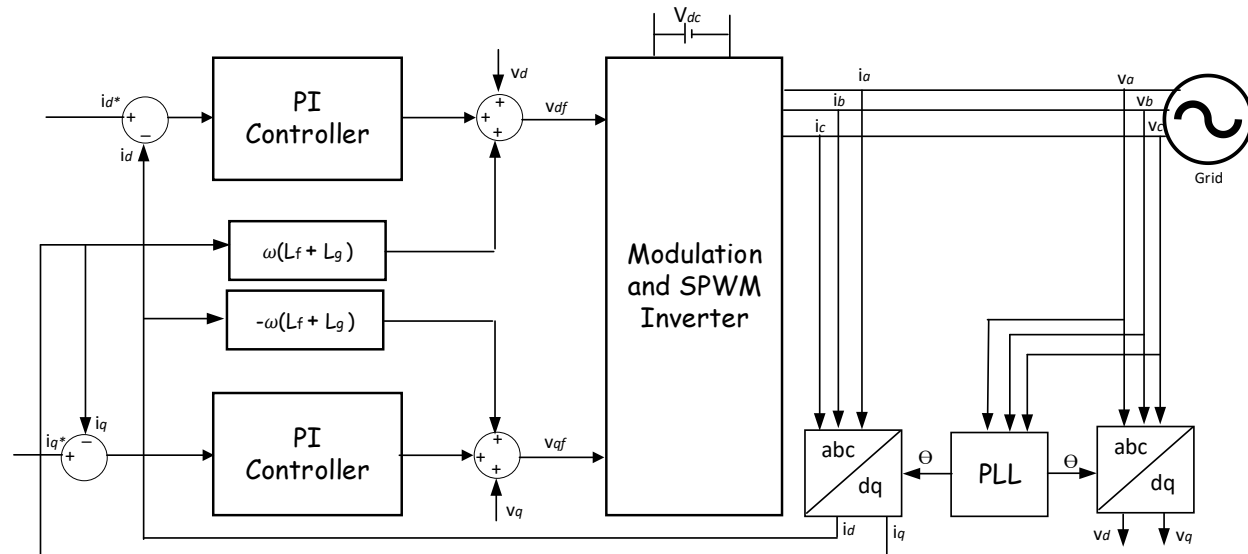 Vdc
id*
+
−
id
PI
Controller
vd
+
+
+
vdf
ia
ib
ic
va
vb
vc
Grid
ω(Lf + Lg)
-ω(Lf + Lg)
Modulation
and SPWM
Inverter
iq
iq*
−
+
PI
Controller
+
+
+
vqf
vq
abc
dq
Θ
PLL
Θ
abc
dq
id
iq
vd
vq